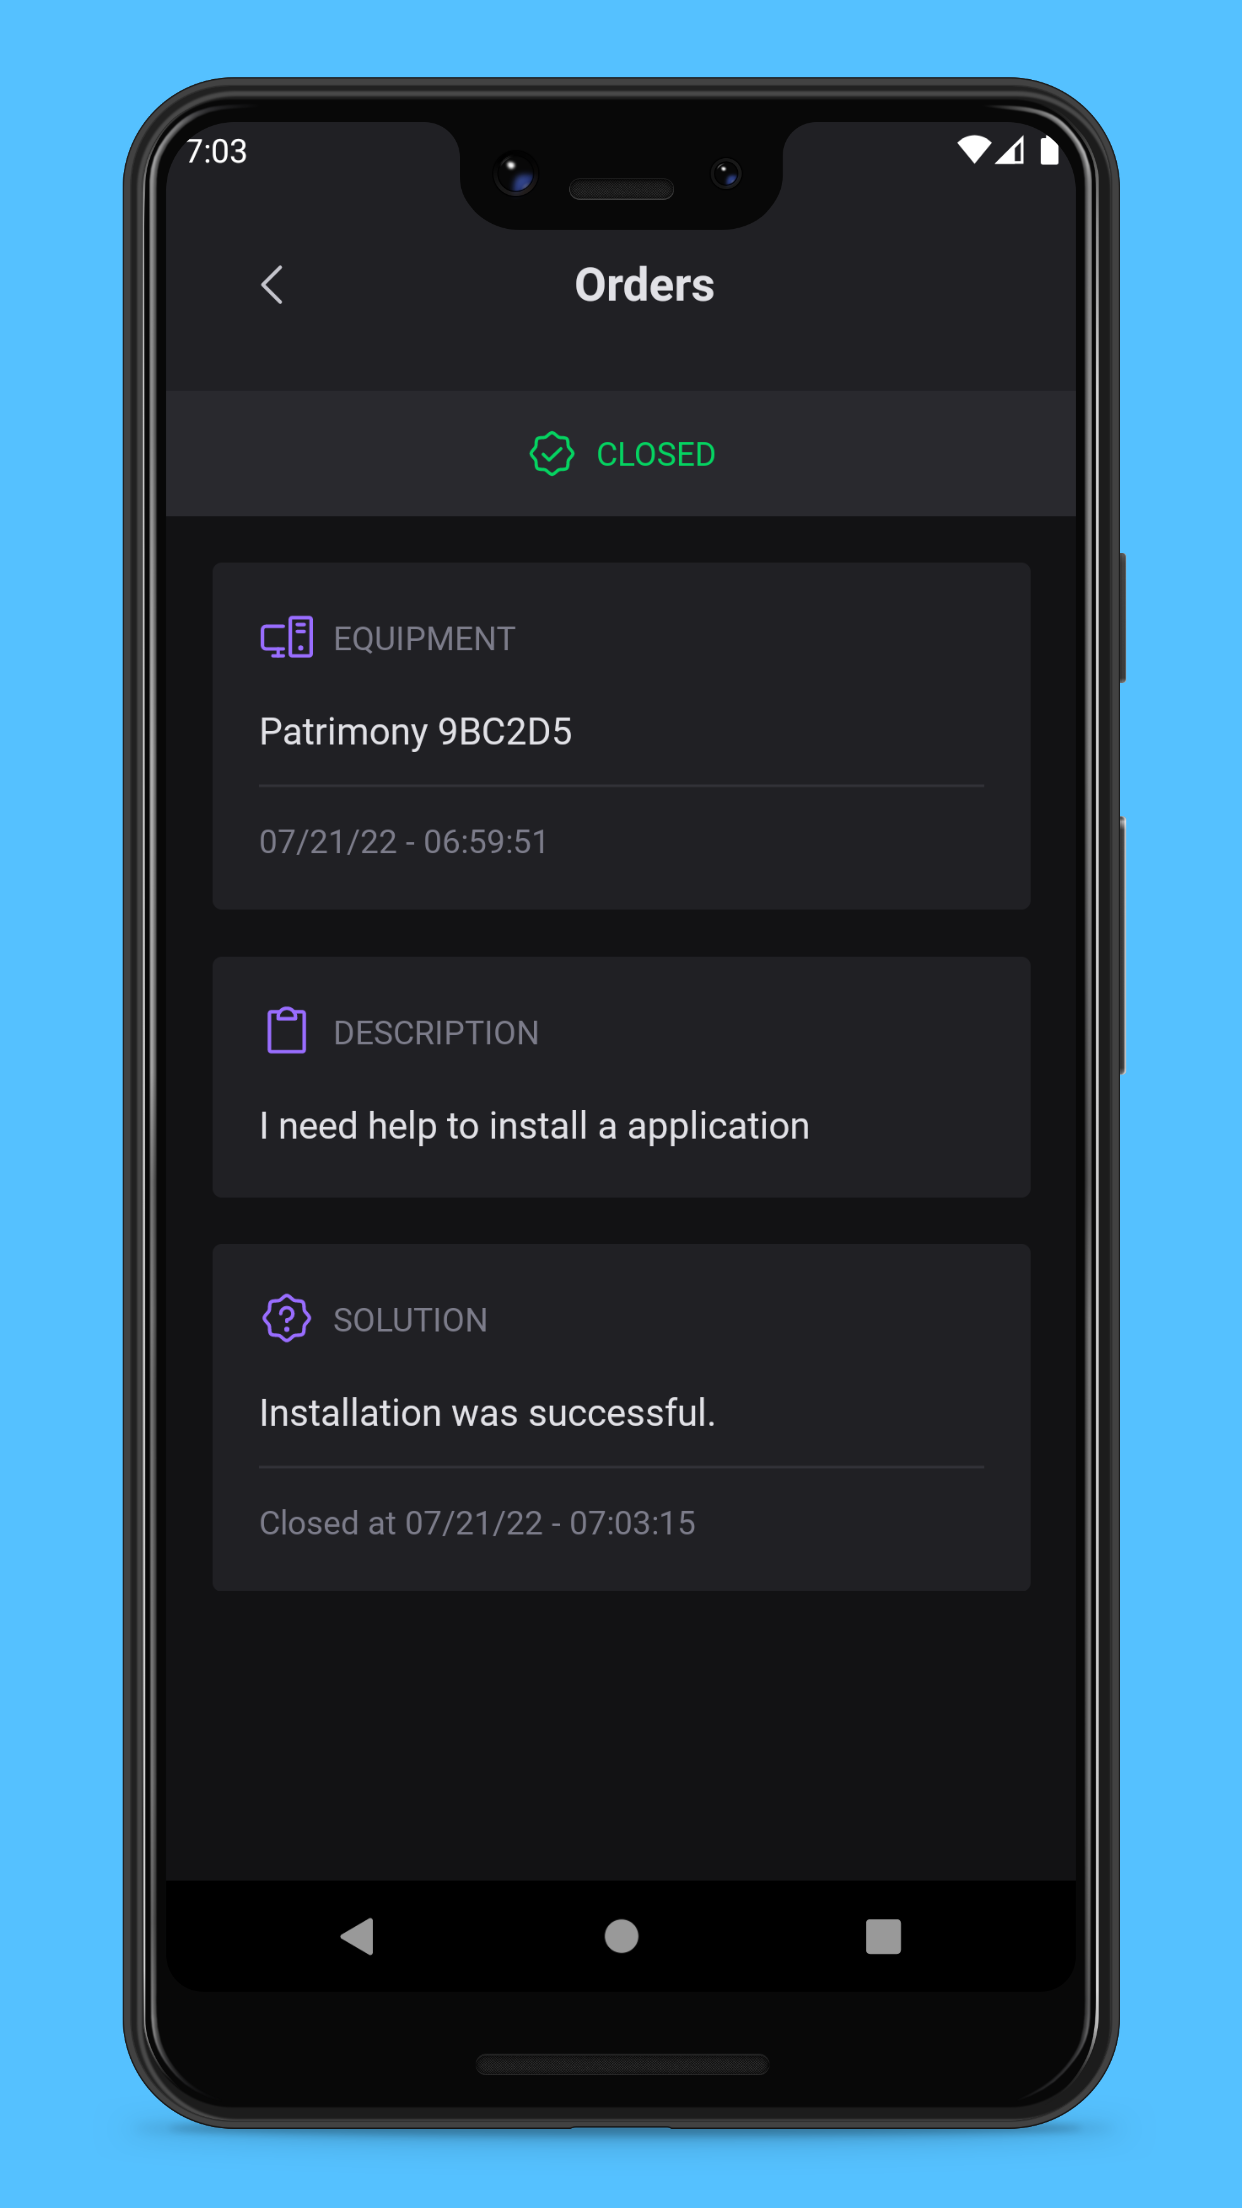 7:03
Orders
CLOSED
EQUIPMENT
Patrimony 9BC2D5
07/21/22 - 06:59:51
DESCRIPTION
I need help to install a application
SOLUTION
Installation was successful.
Closed at 07/21/22 - 07:03:15